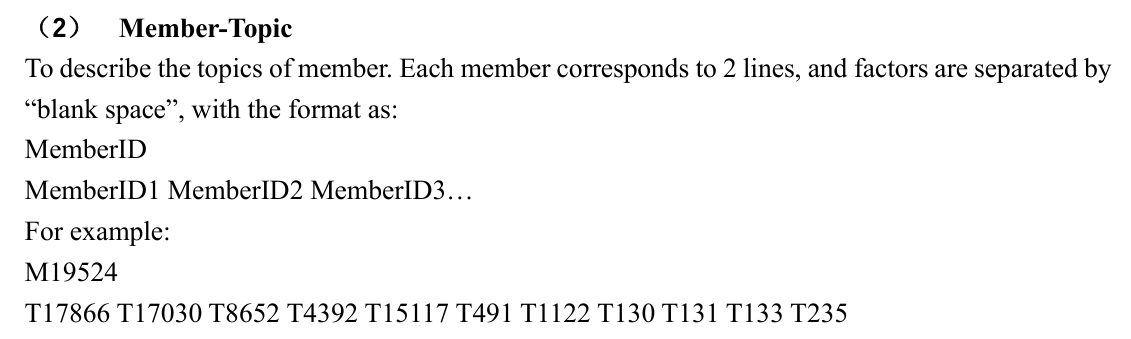 （2） Member-Topic
To describe the topics of member. Each member corresponds to 2 lines, and factors are separated by
“blank space”, with the format as:
MemberID
MemberID1 MemberID2 MemberID3…
For example:
M19524
T17866 T17030 T8652 T4392 T15117 T491 T1122 T130 T131 T133 T235